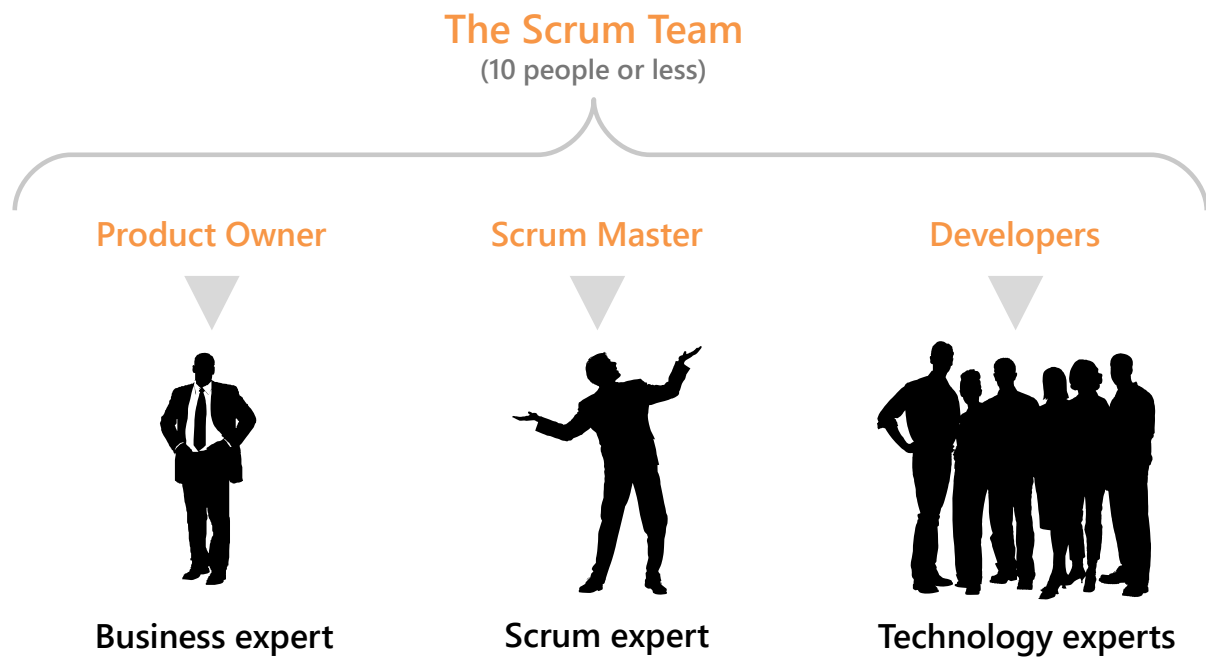 The Scrum Team
(10 people or less)
Product Owner
Scrum Master
Developers
Business expert
Scrum expert
Technology experts